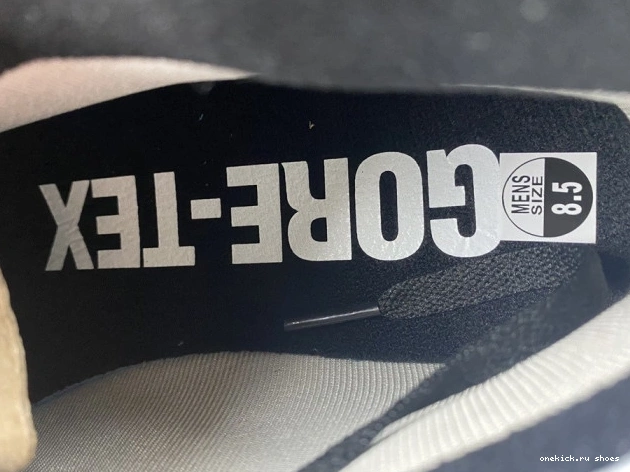 GORE-TEX
MENS
SIZE
8.5
onekick.ru shoes